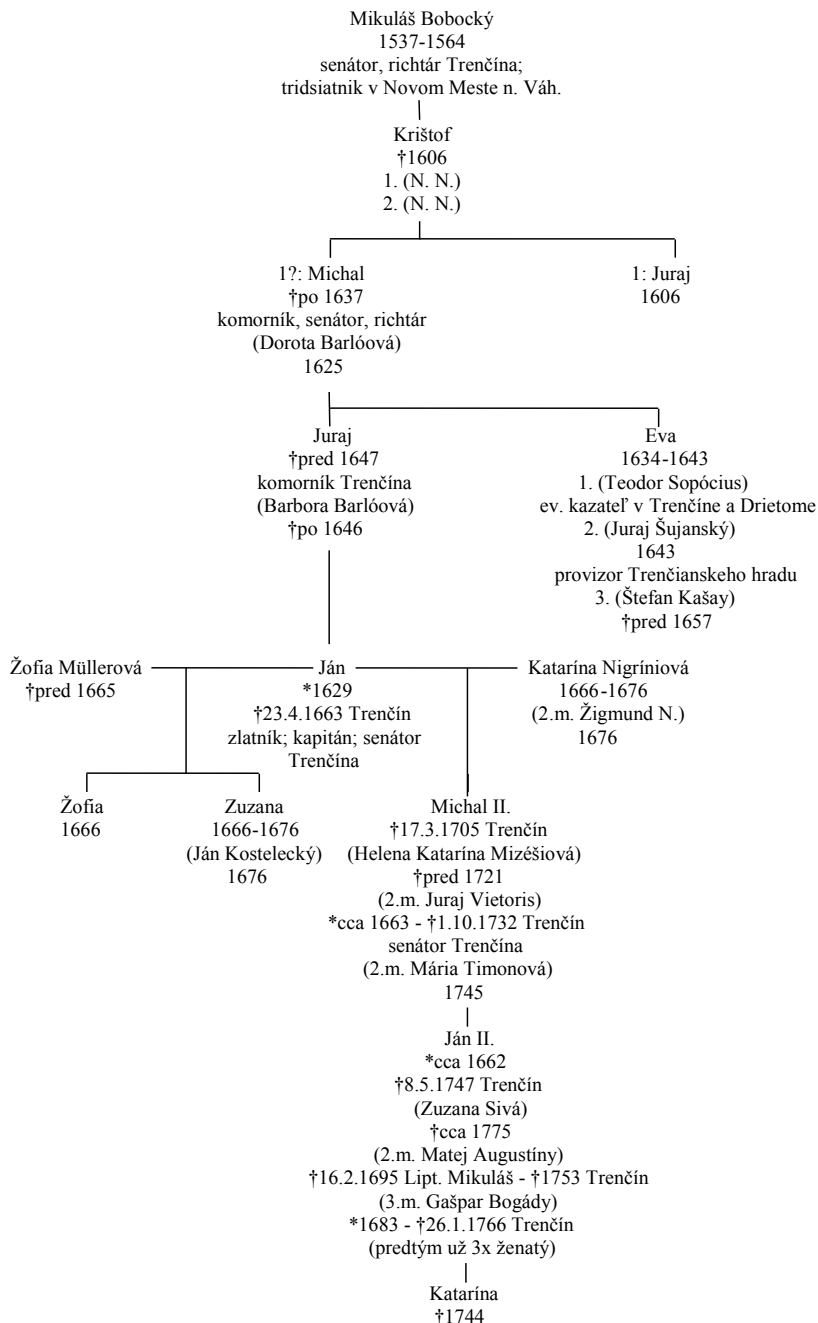 Mikuláš Bobocký
1537-1564
senátor, richtár Trenčína;
tridsiatnik v Novom Meste n. Váh.
Krištof
†1606
1. (N. N.)
2. (N. N.)
1?: Michal
†po 1637
komorník, senátor, richtár
(Dorota Barlóová)
1625
1: Juraj
1606
Juraj
†pred 1647
komorník Trenčína
(Barbora Barlóová)
†po 1646
Eva
1634-1643
1. (Teodor Sopócius)
ev. kazateľ v Trenčíne a Drietome
2. (Juraj Šujanský)
1643
provizor Trenčianskeho hradu
3. (Štefan Kašay)
†pred 1657
Žofia Müllerová
†pred 1665
Ján
*1629
†23.4.1663 Trenčín
zlatník; kapitán; senátor
Trenčína
Katarína Nigríniová
1666-1676
(2.m. Žigmund N.)
1676
Žofia
1666
Zuzana
1666-1676
(Ján Kostelecký)
1676
Michal II.
†17.3.1705 Trenčín
(Helena Katarína Mizéšiová)
†pred 1721
(2.m. Juraj Vietoris)
*cca 1663 - †1.10.1732 Trenčín
senátor Trenčína
(2.m. Mária Timonová)
1745
Ján II.
*cca 1662
†8.5.1747 Trenčín
(Zuzana Sivá)
†cca 1775
(2.m. Matej Augustíny)
†16.2.1695 Lipt. Mikuláš - †1753 Trenčín
(3.m. Gašpar Bogády)
*1683 - †26.1.1766 Trenčín
(predtým už 3x ženatý)
Katarína
†1744